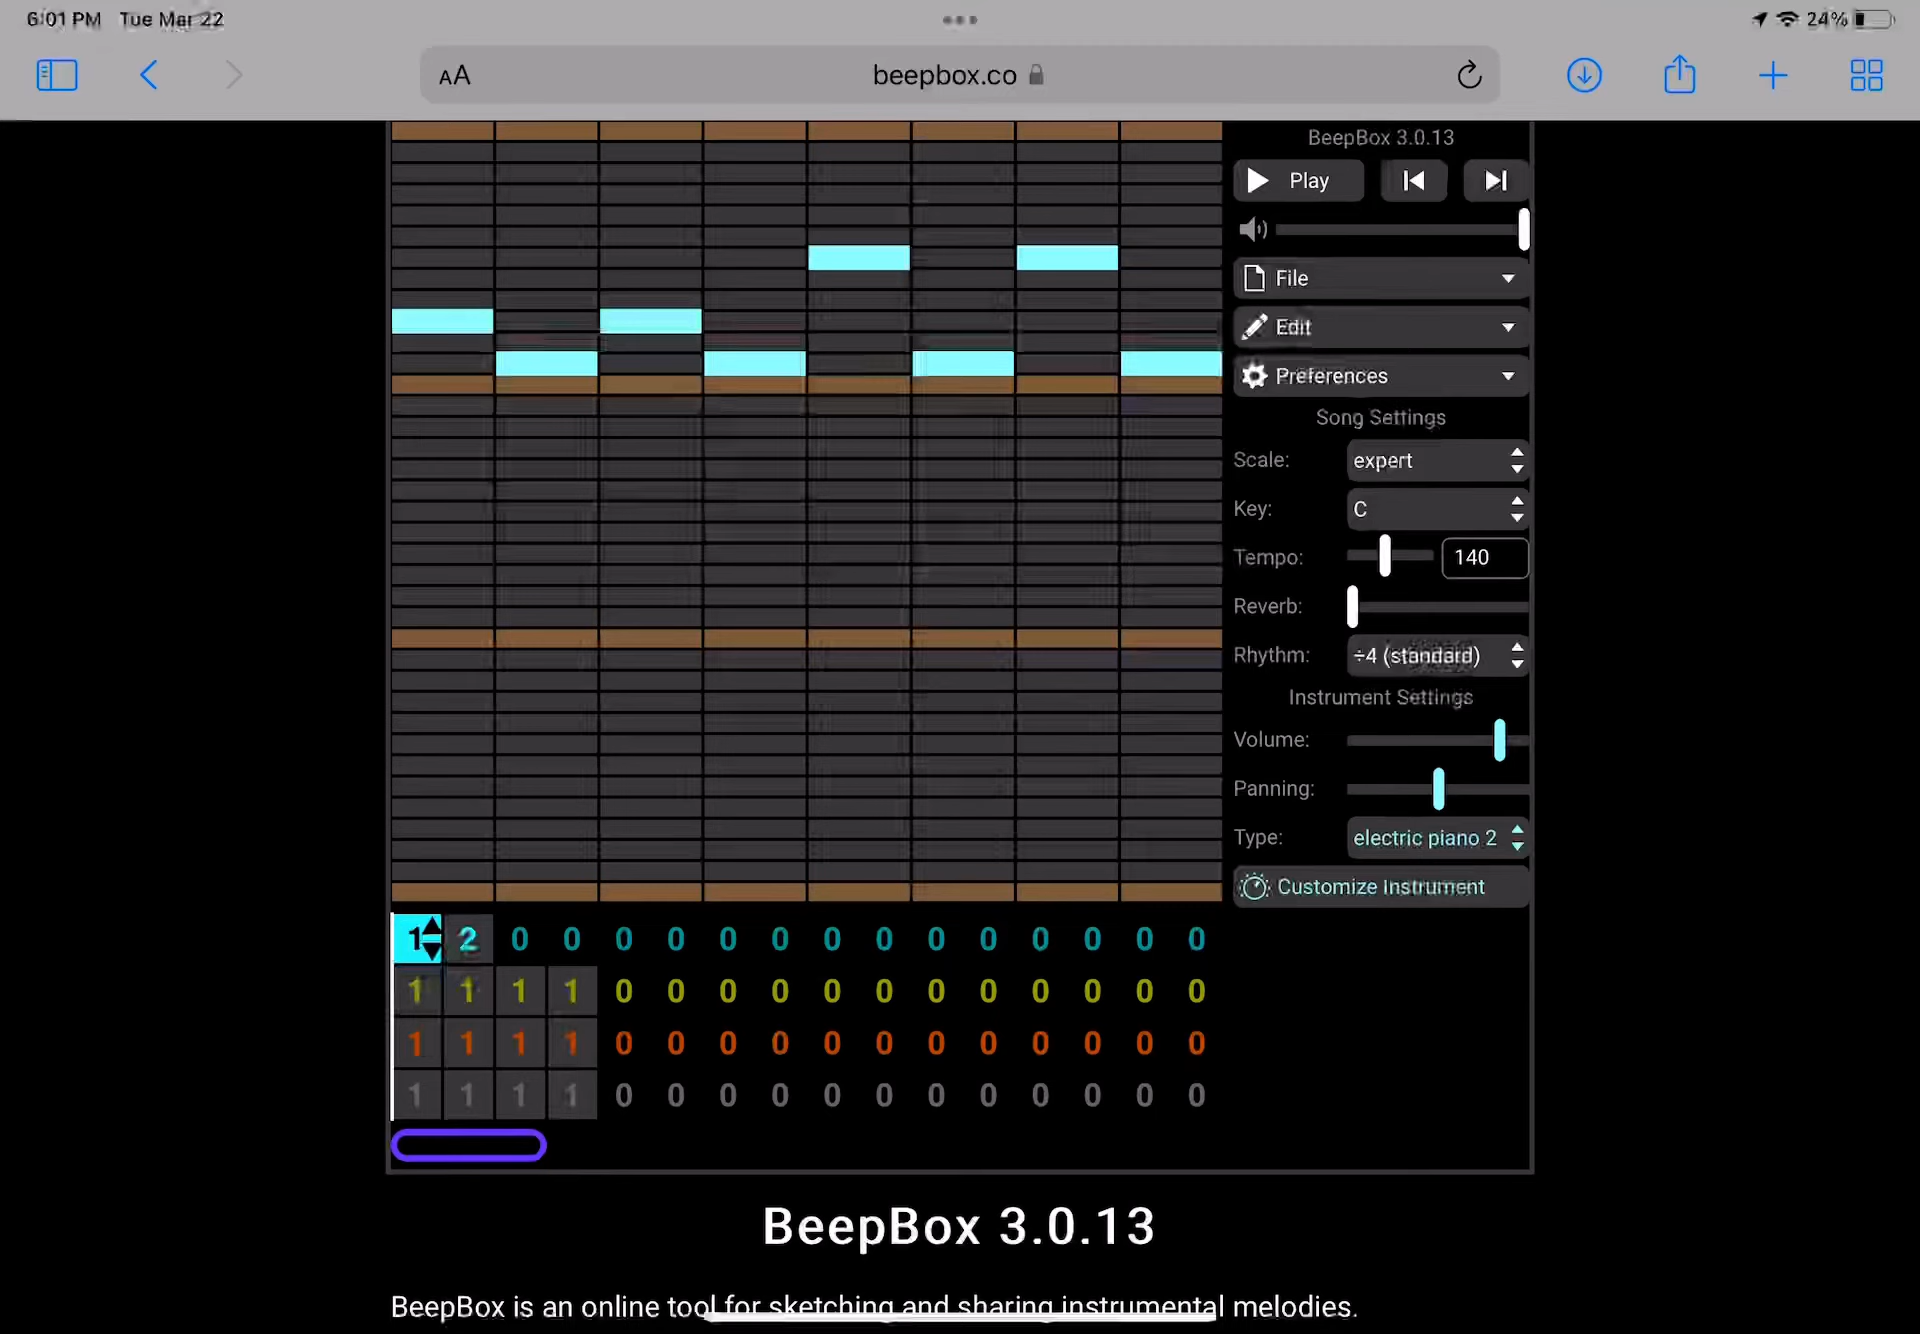 6:01 PM Tue Mar 22
24%
AA
beepbox.co
BeepBox 3.0.13
Play
File
Edit
Preferences
Song Settings
Scale: expert
Key: C
Tempo: 140
Reverb:
Rhythm: ÷4 (standard)
Instrument Settings
Volume:
Panning:
Type: electric piano 2
Customize Instrument
1 2 0 0 0 0 0 0 0 0 0 0 0 0 0 0
1 1 1 1 0 0 0 0 0 0 0 0 0 0 0 0
1 1 1 1 0 0 0 0 0 0 0 0 0 0 0 0
1 1 1 1 0 0 0 0 0 0 0 0 0 0 0 0
BeepBox 3.0.13
BeepBox is an online tool for sketching and sharing instrumental melodies.